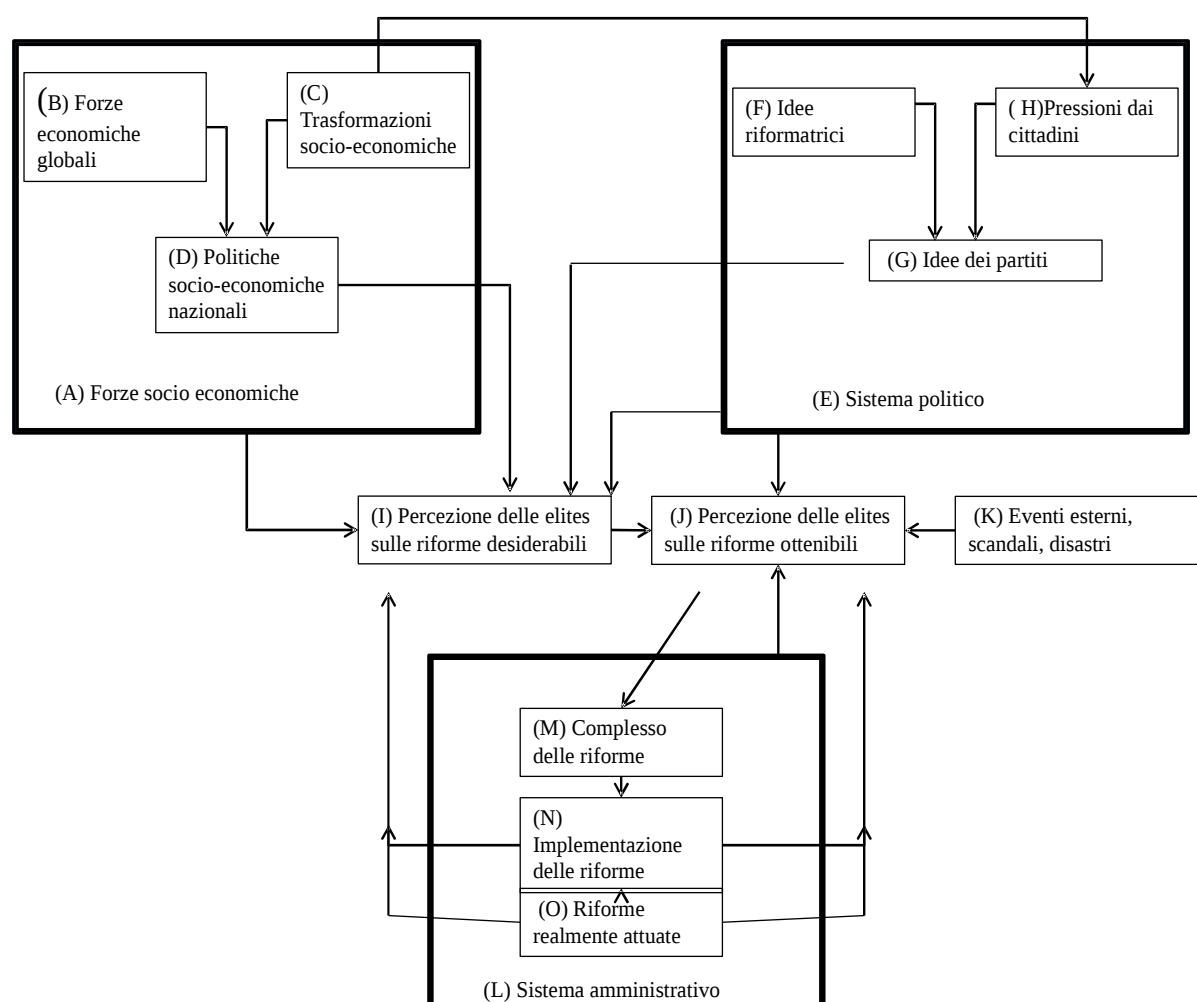 (B) Forze
economiche
globali
(C)
Trasformazioni
socio-economiche
(D) Politiche
socio-economiche
nazionali
(A) Forze socio economiche
(F) Idee
riformatrici
( H)Pressioni dai
cittadini
(G) Idee dei partiti
(E) Sistema politico
(I) Percezione delle elites
sulle riforme desiderabili
(J) Percezione delle elites
sulle riforme ottenibili
(K) Eventi esterni,
scandali, disastri
(M) Complesso
delle riforme
(N)
Implementazione
delle riforme
(O) Riforme
realmente attuate
(L) Sistema amministrativo